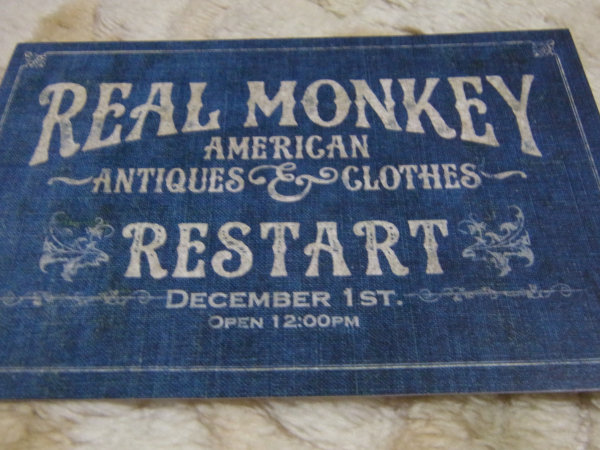 REAL MONKEY
AMERICAN
ANTIQUES & CLOTHES
RESTART
DECEMBER 1ST.
OPEN 12:00PM